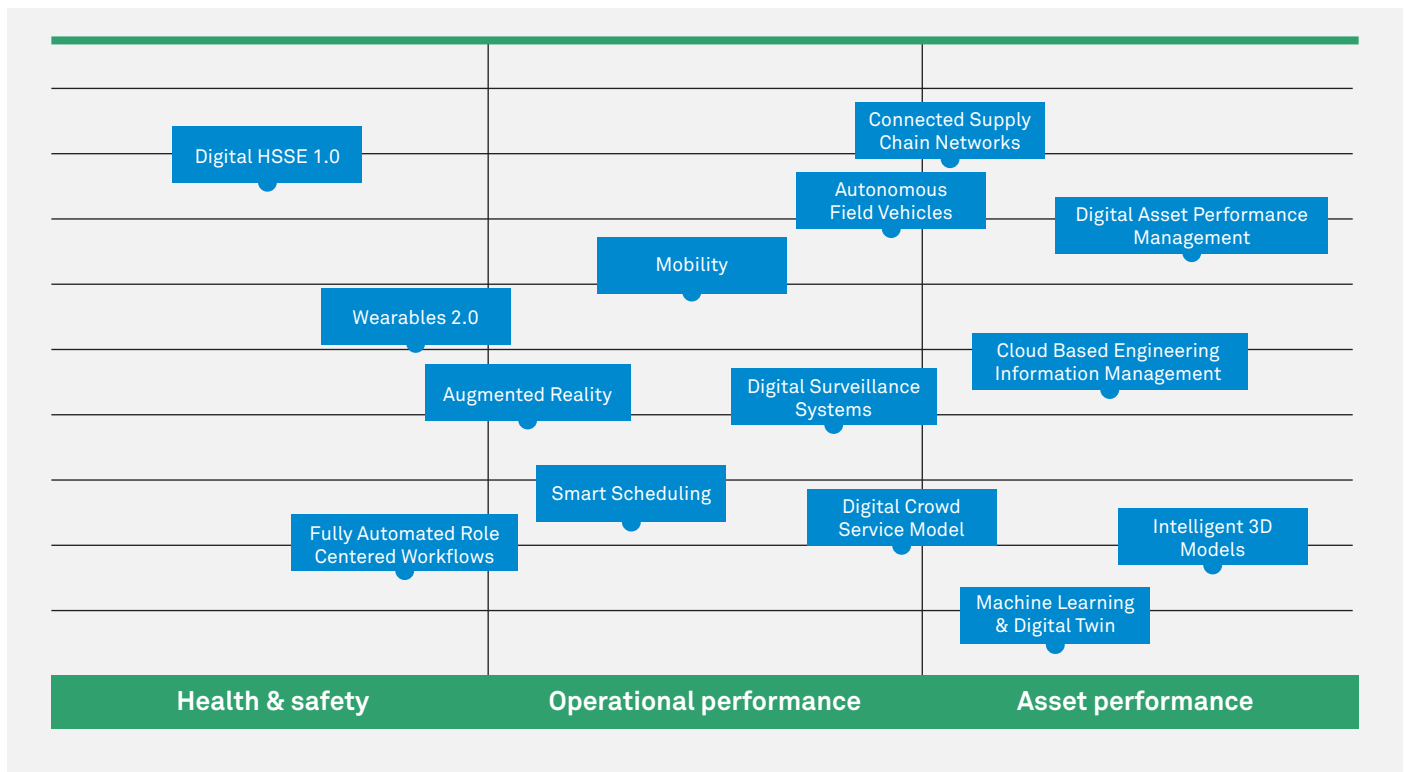 Connected Supply
Chain Networks
Digital HSSE 1.0
Autonomous
Field Vehicles
Digital Asset Performance
Management
Mobility
Wearables 2.0
Cloud Based Engineering
Information Management
Augmented Reality
Digital Surveillance
Systems
Smart Scheduling
Digital Crowd
Service Model
Fully Automated Role
Centered Workflows
Intelligent 3D
Models
Machine Learning
& Digital Twin
Health & safety
Operational performance
Asset performance